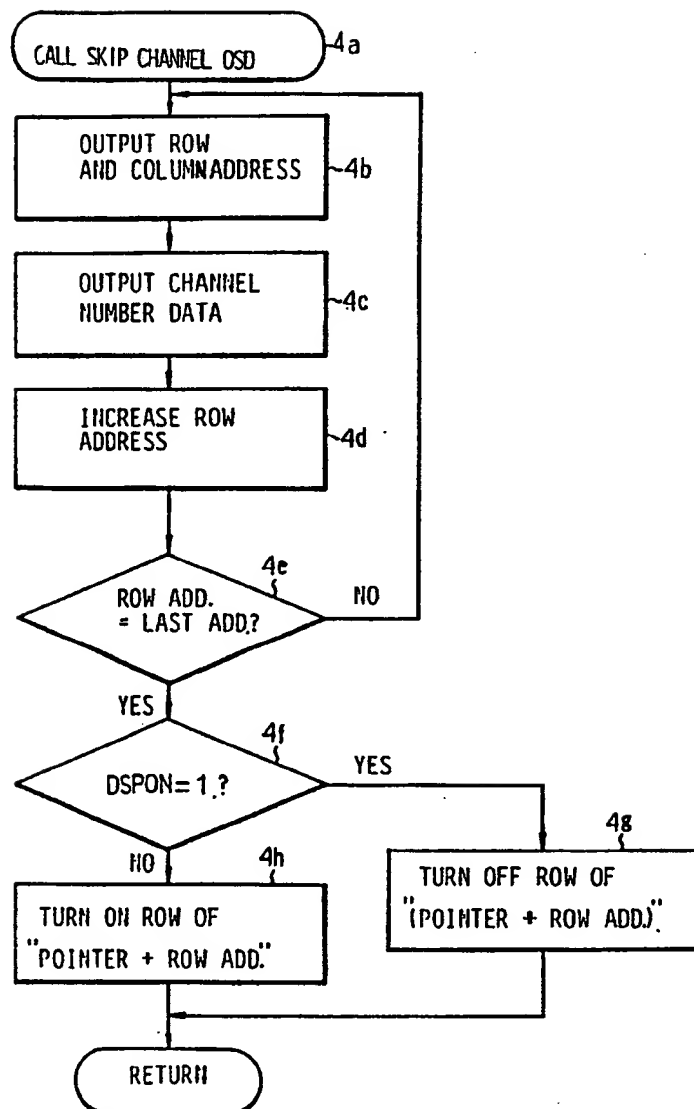 CALL SKIP CHANNEL OSD
4a
OUTPUT ROW
AND COLUMNADDRESS
4b
OUTPUT CHANNEL
NUMBER DATA
4c
INCREASE ROW
ADDRESS
4d
4e
ROW ADD.
= LAST ADD.?
NO
YES
4f
DSPON=1.?
YES
NO
4h
4g
TURN ON ROW OF
"POINTER + ROW ADD."
TURN OFF ROW OF
"(POINTER + ROW ADD.)"
RETURN